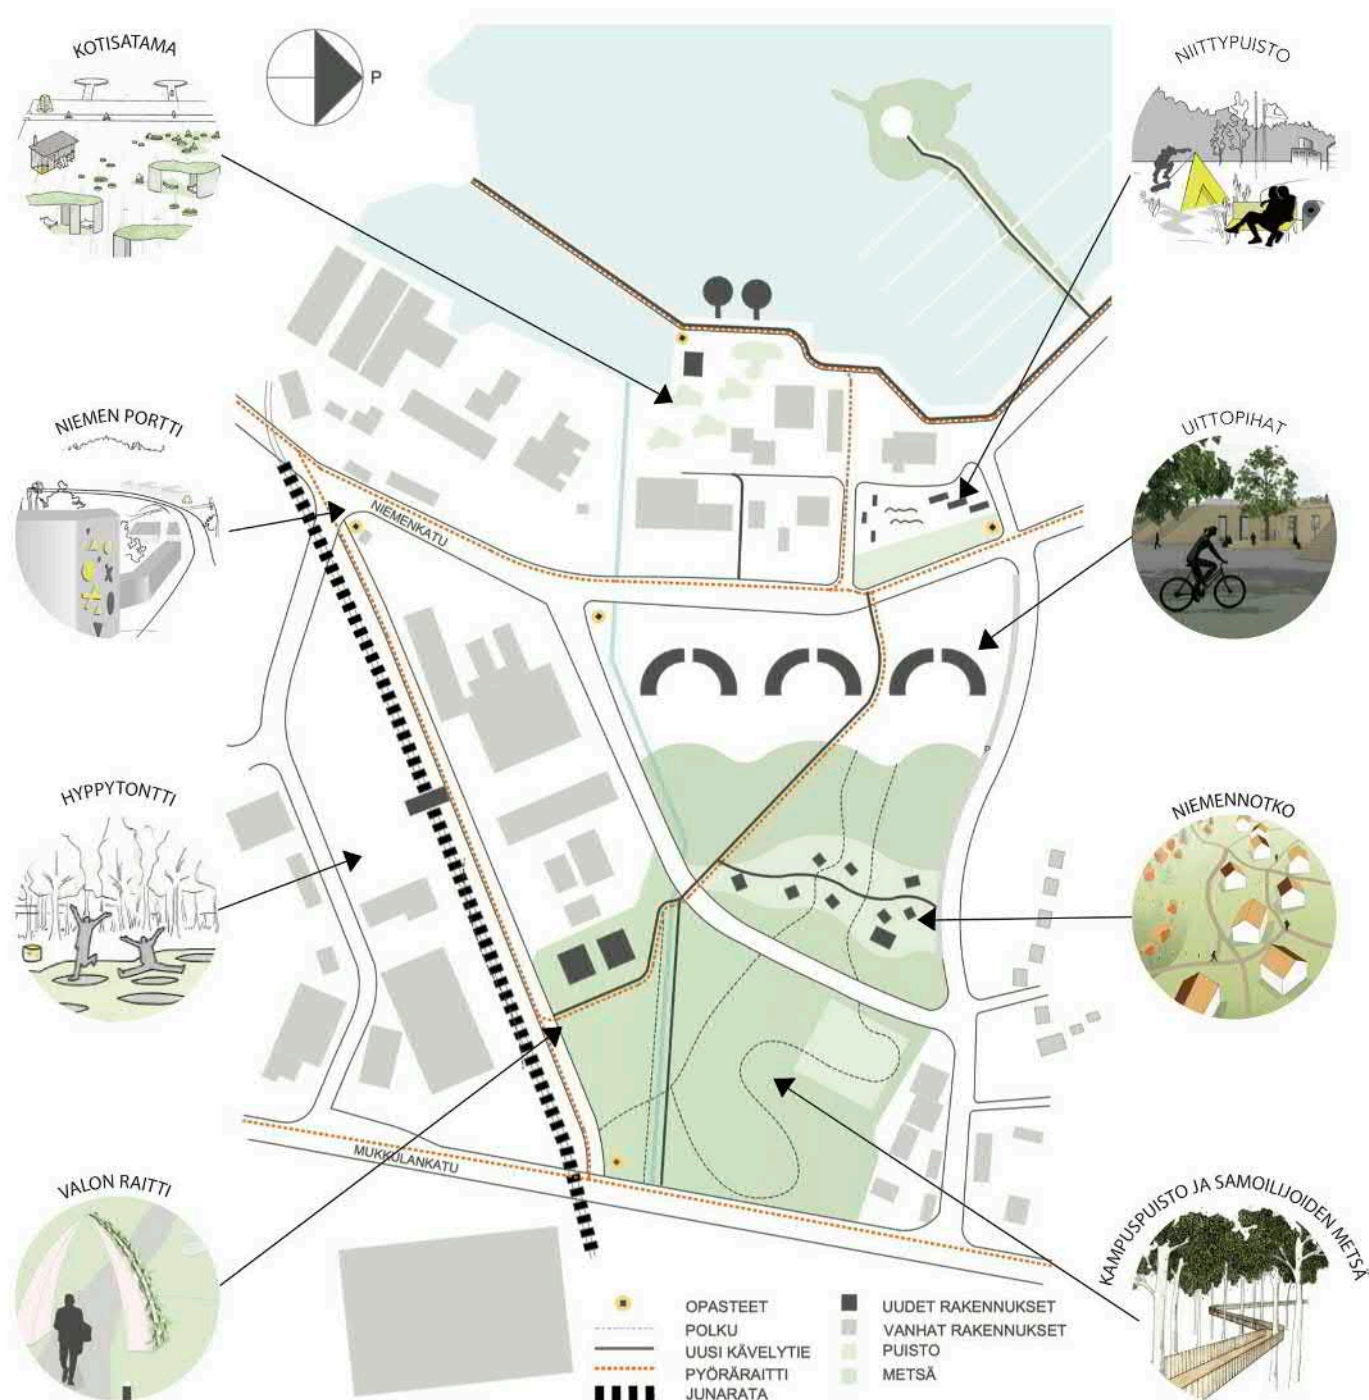 KOTISATAMA
P
NIITTYPUISTO
NIEMEN PORTTI
UITTOPIHAT
NIEMENKATU
P
HYPPYTONTTI
NIEMENNOTKO
MUKKULANKATU
VALON RAITTI
KAMPUSPUISTO JA SAMOILIJOIDEN METSÄ
OPASTEET
POLKU
UUSI KÄVELYTIE
PYÖRÄRAITTI
JUNARATA
UUDET RAKENNUKSET
VANHAT RAKENNUKSET
PUISTO
METSÄ